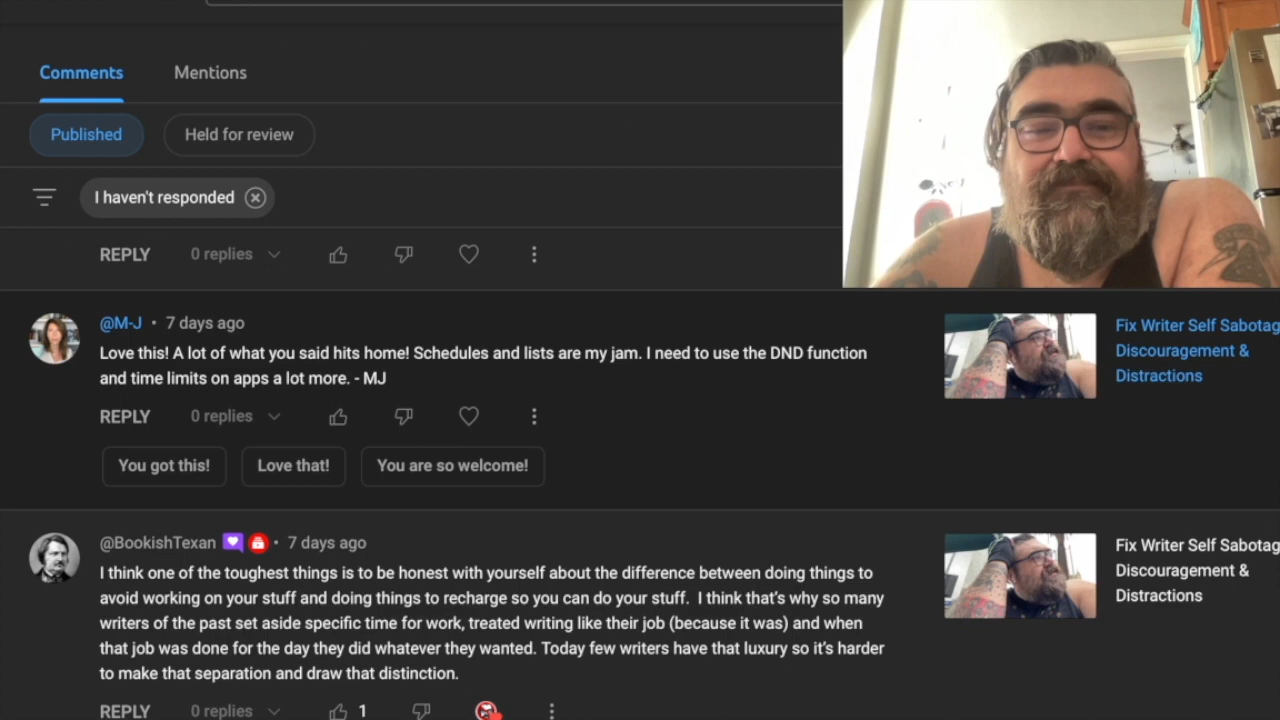 Comments Mentions
Published Held for review
I haven't responded
REPLY 0 replies
@M-J • 7 days ago
Love this! A lot of what you said hits home! Schedules and lists are my jam. I need to use the DND function
and time limits on apps a lot more. - MJ
REPLY 0 replies
You got this! Love that! You are so welcome!
Fix Writer Self Sabotag
Discouragement &
Distractions
@BookishTexan • 7 days ago
I think one of the toughest things is to be honest with yourself about the difference between doing things to
avoid working on your stuff and doing things to recharge so you can do your stuff. I think that's why so many
writers of the past set aside specific time for work, treated writing like their job (because it was) and when
that job was done for the day they did whatever they wanted. Today few writers have that luxury so it's harder
to make that separation and draw that distinction.
REPLY 0 replies 1
Fix Writer Self Sabotag
Discouragement &
Distractions